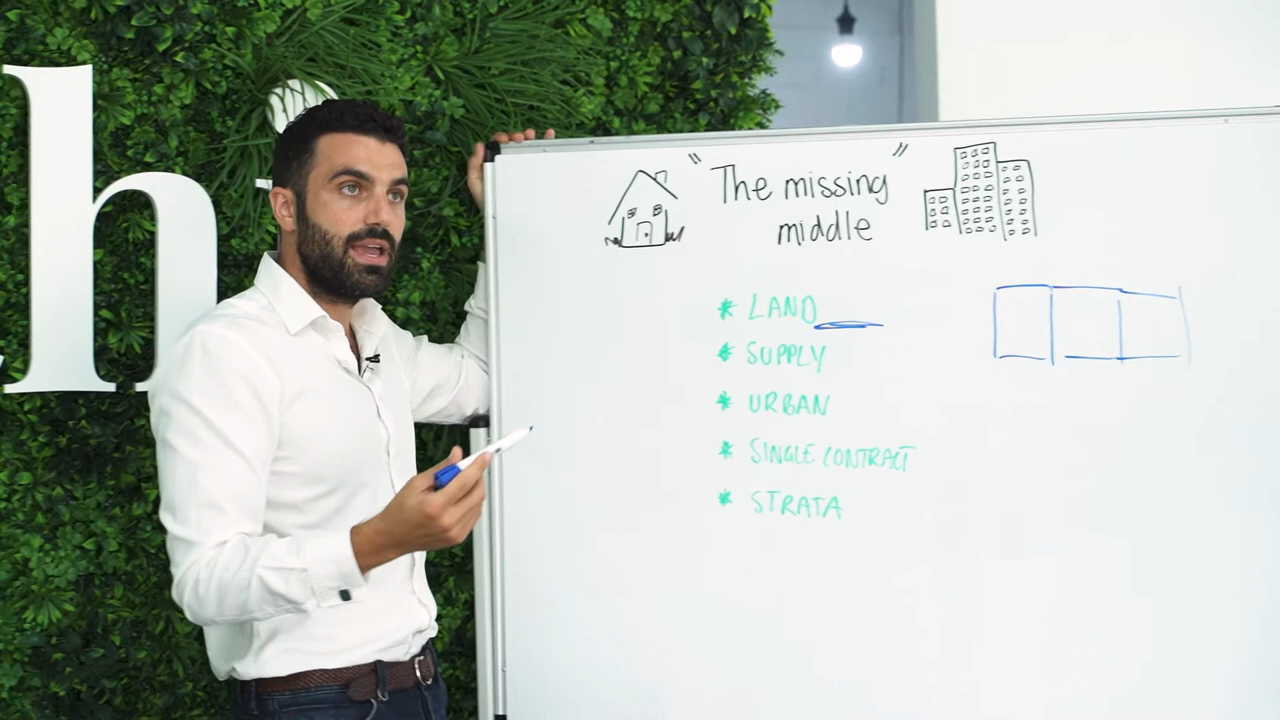 h
" The missing "
middle
* LAND
* SUPPLY
* URBAN
* SINGLE CONTRACT
* STRATA